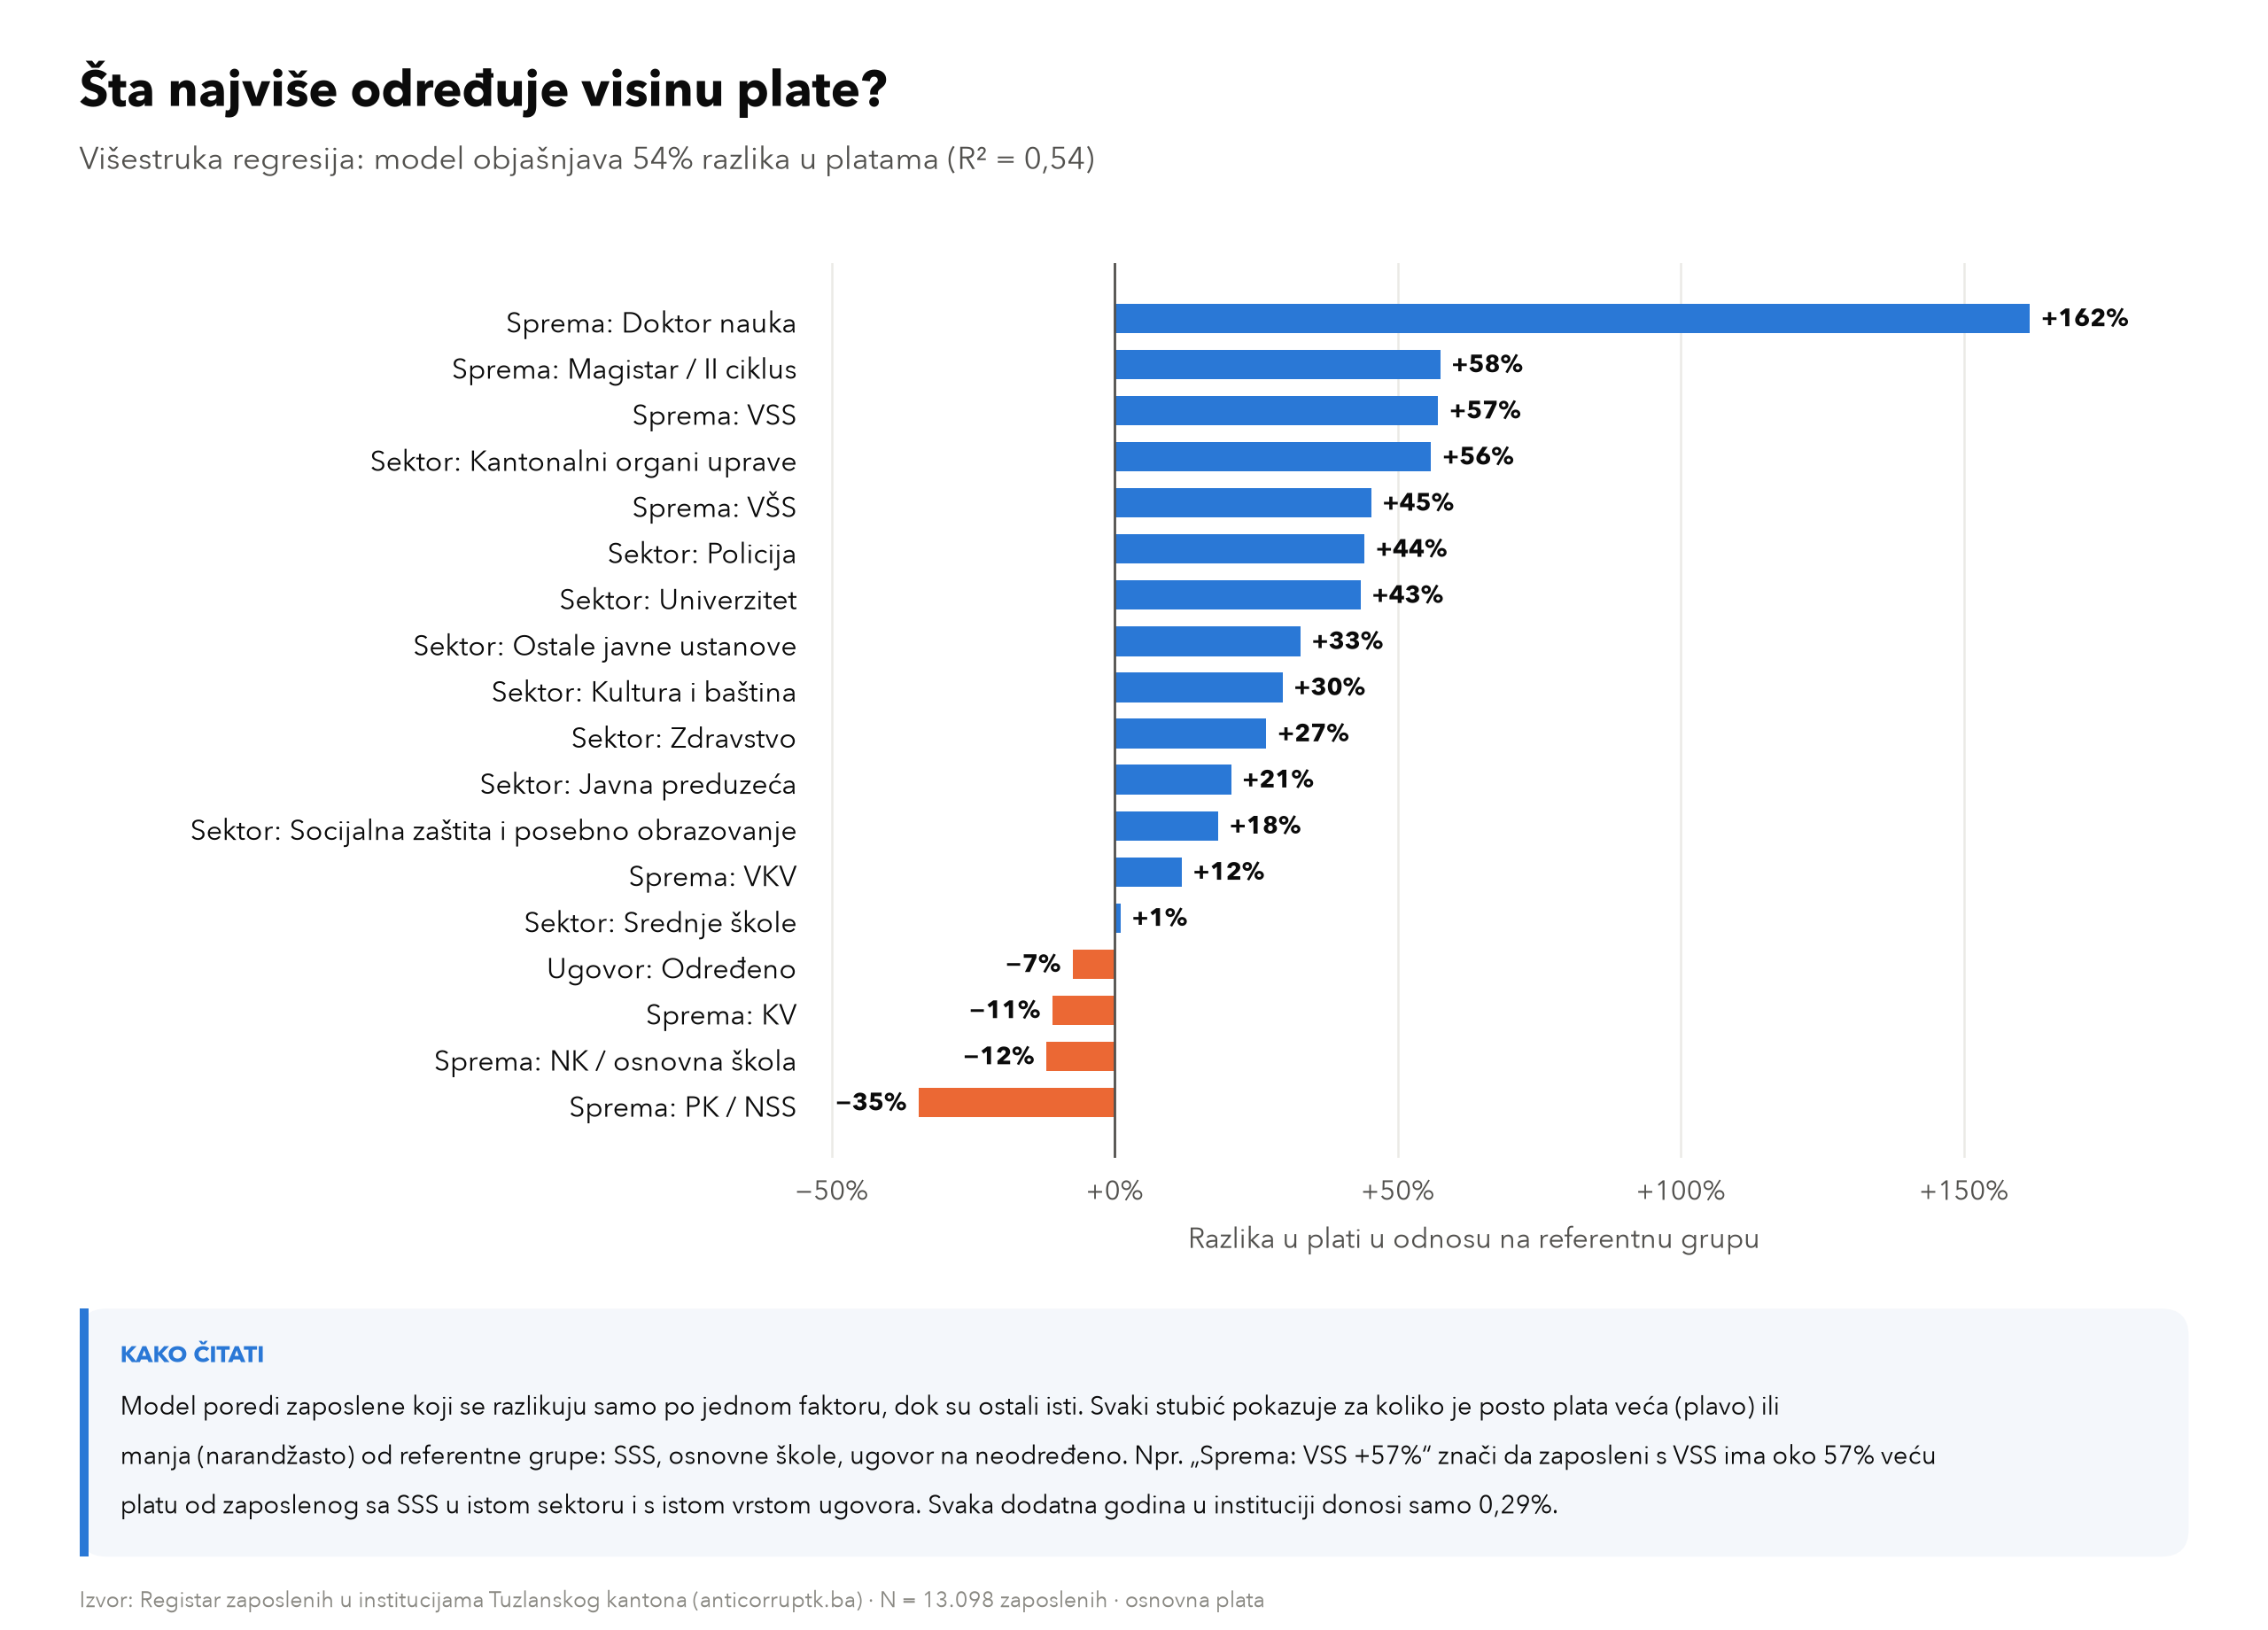 Šta najviše određuje visinu plate?
Višestruka regresija: model objašnjava 54% razlika u platama (R² = 0,54)
Sprema: Doktor nauka +162%
Sprema: Magistar / II ciklus +58%
Sprema: VSS +57%
Sektor: Kantonalni organi uprave +56%
Sprema: VŠS +45%
Sektor: Policija +44%
Sektor: Univerzitet +43%
Sektor: Ostale javne ustanove +33%
Sektor: Kultura i baština +30%
Sektor: Zdravstvo +27%
Sektor: Javna preduzeća +21%
Sektor: Socijalna zaštita i posebno obrazovanje +18%
Sprema: VKV +12%
Sektor: Srednje škole +1%
Ugovor: Određeno −7%
Sprema: KV −11%
Sprema: NK / osnovna škola −12%
Sprema: PK / NSS −35%
−50% +0% +50% +100% +150%
Razlika u plati u odnosu na referentnu grupu
KAKO ČITATI
Model poredi zaposlene koji se razlikuju samo po jednom faktoru, dok su ostali isti. Svaki stubić pokazuje za koliko je posto plata veća (plavo) ili
manja (narandžasto) od referentne grupe: SSS, osnovne škole, ugovor na neodređeno. Npr. „Sprema: VSS +57%“ znači da zaposleni s VSS ima oko 57% veću
platu od zaposlenog sa SSS u istom sektoru i s istom vrstom ugovora. Svaka dodatna godina u instituciji donosi samo 0,29%.
Izvor: Registar zaposlenih u institucijama Tuzlanskog kantona (anticorruptk.ba) · N = 13.098 zaposlenih · osnovna plata